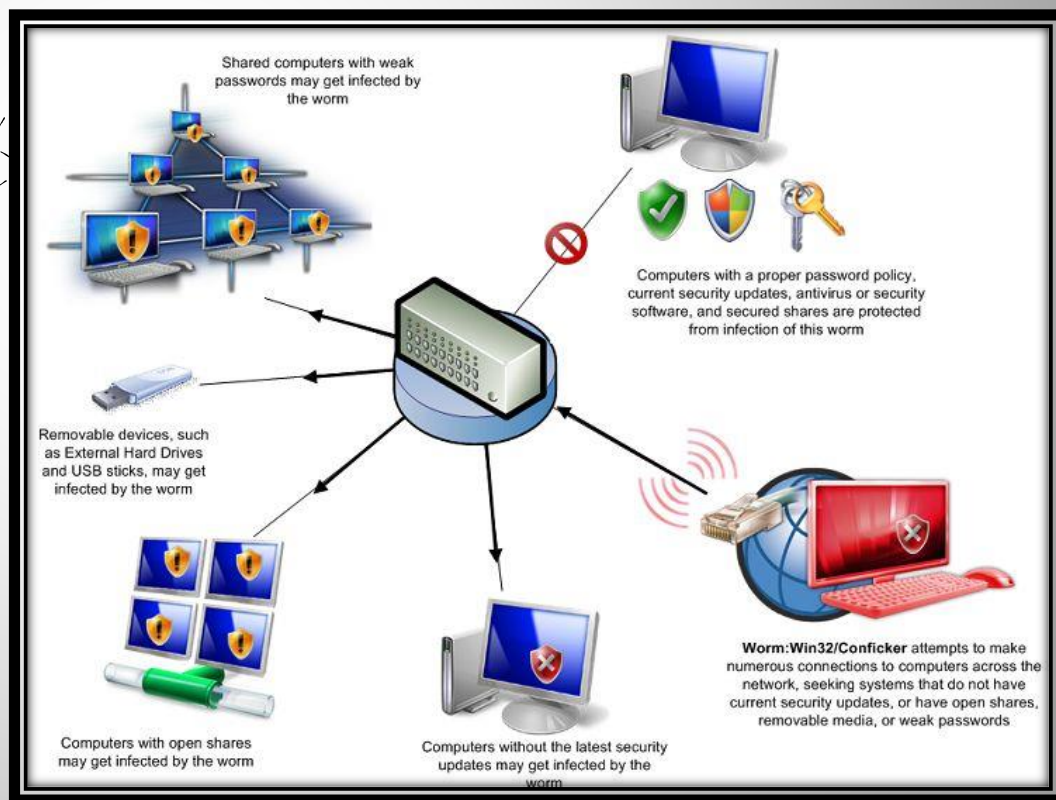 Shared computers with weak
passwords may get infected by
the worm
Computers with a proper password policy,
current security updates, antivirus or security
software, and secured shares are protected
from infection of this worm
Removable devices, such
as External Hard Drives
and USB sticks, may get
infected by the worm
Worm:Win32/Conficker attempts to make
numerous connections to computers across the
network, seeking systems that do not have
current security updates, or have open shares,
removable media, or weak passwords
Computers with open shares
may get infected by the worm
Computers without the latest security
updates may get infected by the
worm